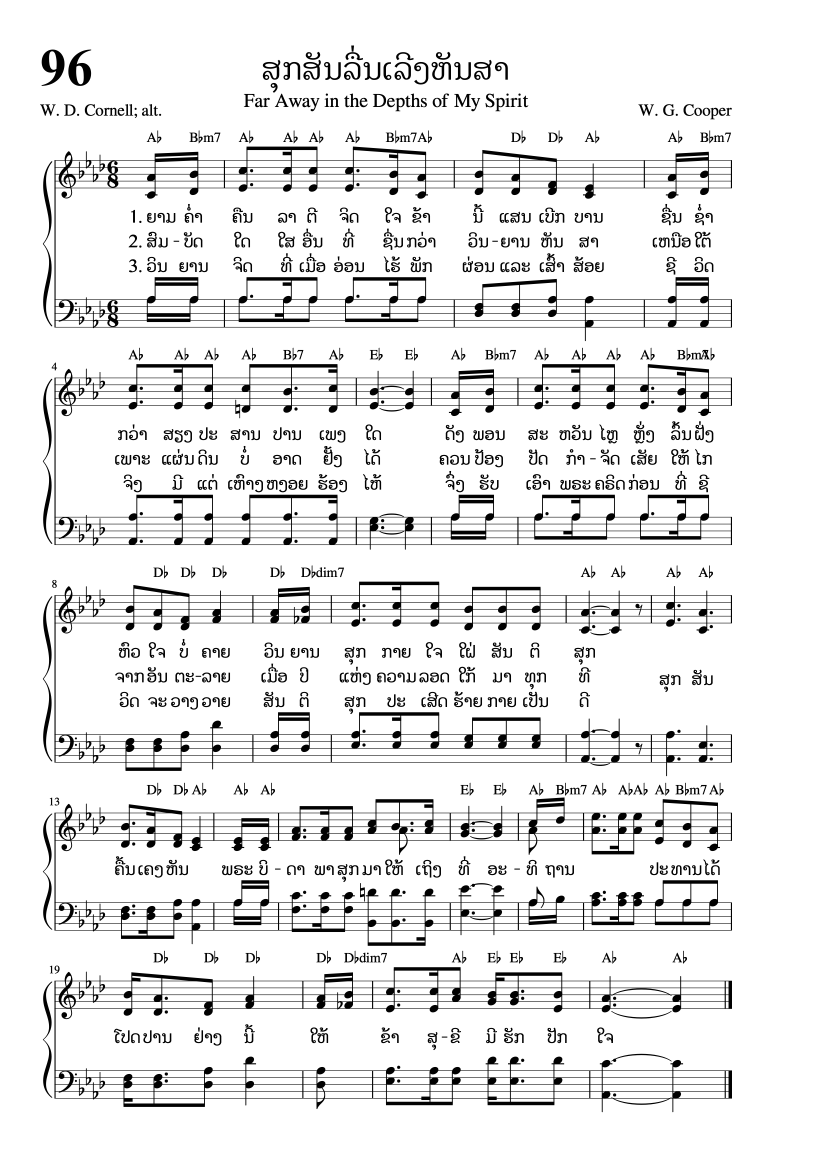 96
ສຸກສັນລື່ນເລີງຫັນສາ
Far Away in the Depths of My Spirit
W. D. Cornell; alt.
W. G. Cooper
A♭ B♭m7 A♭ A♭ A♭ A♭ B♭m7 A♭ D♭ D♭ A♭ A♭ B♭m7
1. ຍາມ ຄ່ຳ ຄືນ ລາ ຕີ ຈິດ ໃຈ ຂ້າ ນີ້ ແສນ ເບີກ ບານ ຊື່ນ ຊ່ຳ
2. ສົມ - ບັດ ໃດ ໃສ ອື່ນ ທີ່ ຊື່ນ ກວ່າ ວິນ - ຍານ ຫັນ ສາ ເຫນືອ ໃຕ້
3. ວິນ ຍານ ຈິດ ທີ່ ເມື່ອ ອ່ອນ ໄຮ້ ພັກ ຜ່ອນ ແລະ ເສົ້າ ສ້ອຍ ຊີ ວິດ
4
A♭ A♭ A♭ A♭ B♭7 A♭ E♭ E♭ A♭ B♭m7 A♭ A♭ A♭ A♭ B♭m7 A♭
ກວ່າ ສຽງ ປະ ສານ ປານ ເພງ ໃດ ດັງ ພອນ ສະ ຫວັນ ໄຫຼ ຫຼັ່ງ ລົ້ນ ຝັ່ງ
ເພາະ ແຜ່ນ ດິນ ບໍ່ ອາດ ຢັ້ງ ໄດ້ ຄວນ ປ້ອງ ປັດ ກຳ - ຈັດ ເສັຍ ໃຫ້ ໄກ
ຈິງ ມີ ແຕ່ ເຫົ່າງ ຫງອຍ ຮ້ອງ ໄຫ້ ຈົ່ງ ຮັບ ເອົາ ພຣະ ຄຣິດ ກ່ອນ ທີ່ ຊີ
8
D♭ D♭ D♭ D♭ D♭dim7 A♭ A♭ A♭ A♭
ຫົວ ໃຈ ບໍ່ ຄາຍ ວິນ ຍານ ສຸກ ກາຍ ໃຈ ໃຝ່ ສັນ ຕິ ສຸກ
ຈາກ ອັນ ຕະ - ລາຍ ເມື່ອ ປີ ແຫ່ງ ຄວາມ ລອດ ໃກ້ ມາ ທຸກ ທີ ສຸກ ສັນ
ວິດ ຈະ ວາງ ວາຍ ສັນ ຕິ ສຸກ ປະ ເສີດ ຮ້າຍ ກາຍ ເປັນ ດີ
13
D♭ D♭ A♭ A♭ A♭ E♭ E♭ A♭ B♭m7 A♭ A♭ A♭ A♭ B♭m7 A♭
ຄື້ນ ເຄງ ຫັນ ພຣະ ບິ - ດາ ພາ ສຸກ ມາ ໃຫ້ ເຖິງ ທີ່ ອະ - ທິ ຖານ ປະ ທານ ໄດ້
19
D♭ D♭ D♭ D♭ D♭dim7 A♭ E♭ E♭ E♭ A♭ A♭
ໂປດ ປານ ຢ່າງ ນີ້ ໃຫ້ ຂ້າ ສຸ - ຂີ ມີ ຮັກ ປັກ ໃຈ